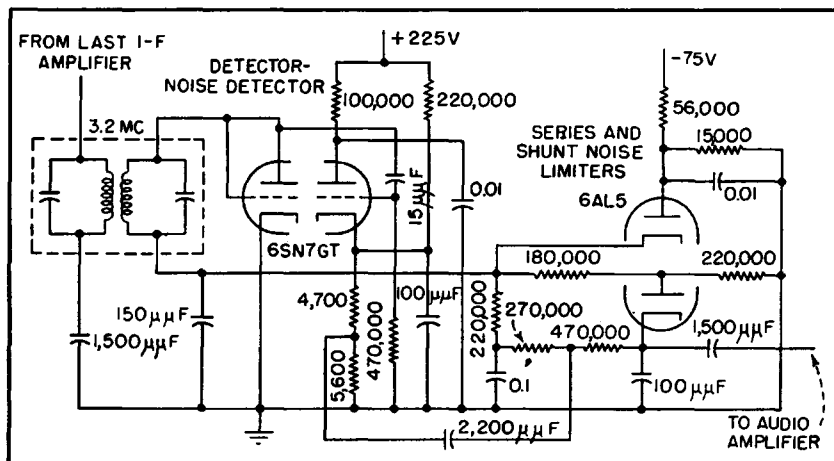 FROM LAST I-F
AMPLIFIER
3.2 MC
DETECTOR-
NOISE DETECTOR
+225V
100,000
220,000
-75V
56,000
15,000
SERIES AND
SHUNT NOISE
LIMITERS
6AL5
0.01
15μμF
0.01
6SN7GT
180,000
220,000
150μμF
1,500μμF
4,700
5,600
470,000
100μμF
220,000
270,000
470,000
1,500μμF
0.1
100μμF
2,200μμF
TO AUDIO
AMPLIFIER